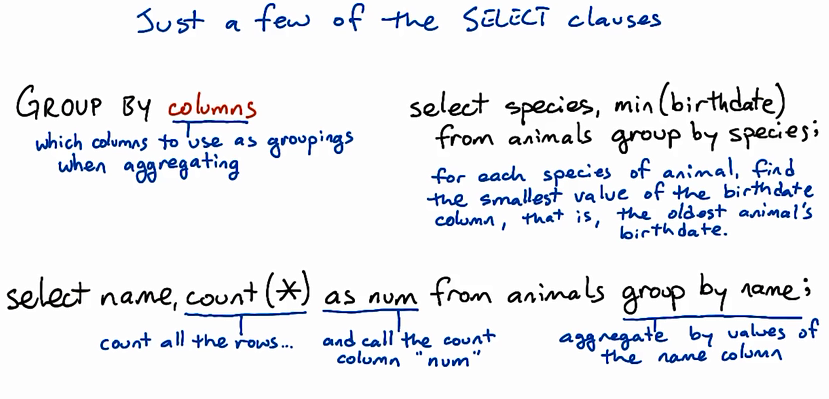 Just a few of the SELECT clauses
GROUP BY columns
which columns to use as groupings
when aggregating
select species, min(birthdate)
from animals group by species;
for each species of animal, find
the smallest value of the birthdate
column, that is, the oldest animal's
birthdate.
select name, count(*) as num from animals group by name;
count all the rows...
and call the count
column "num"
aggregate by values of
the name column